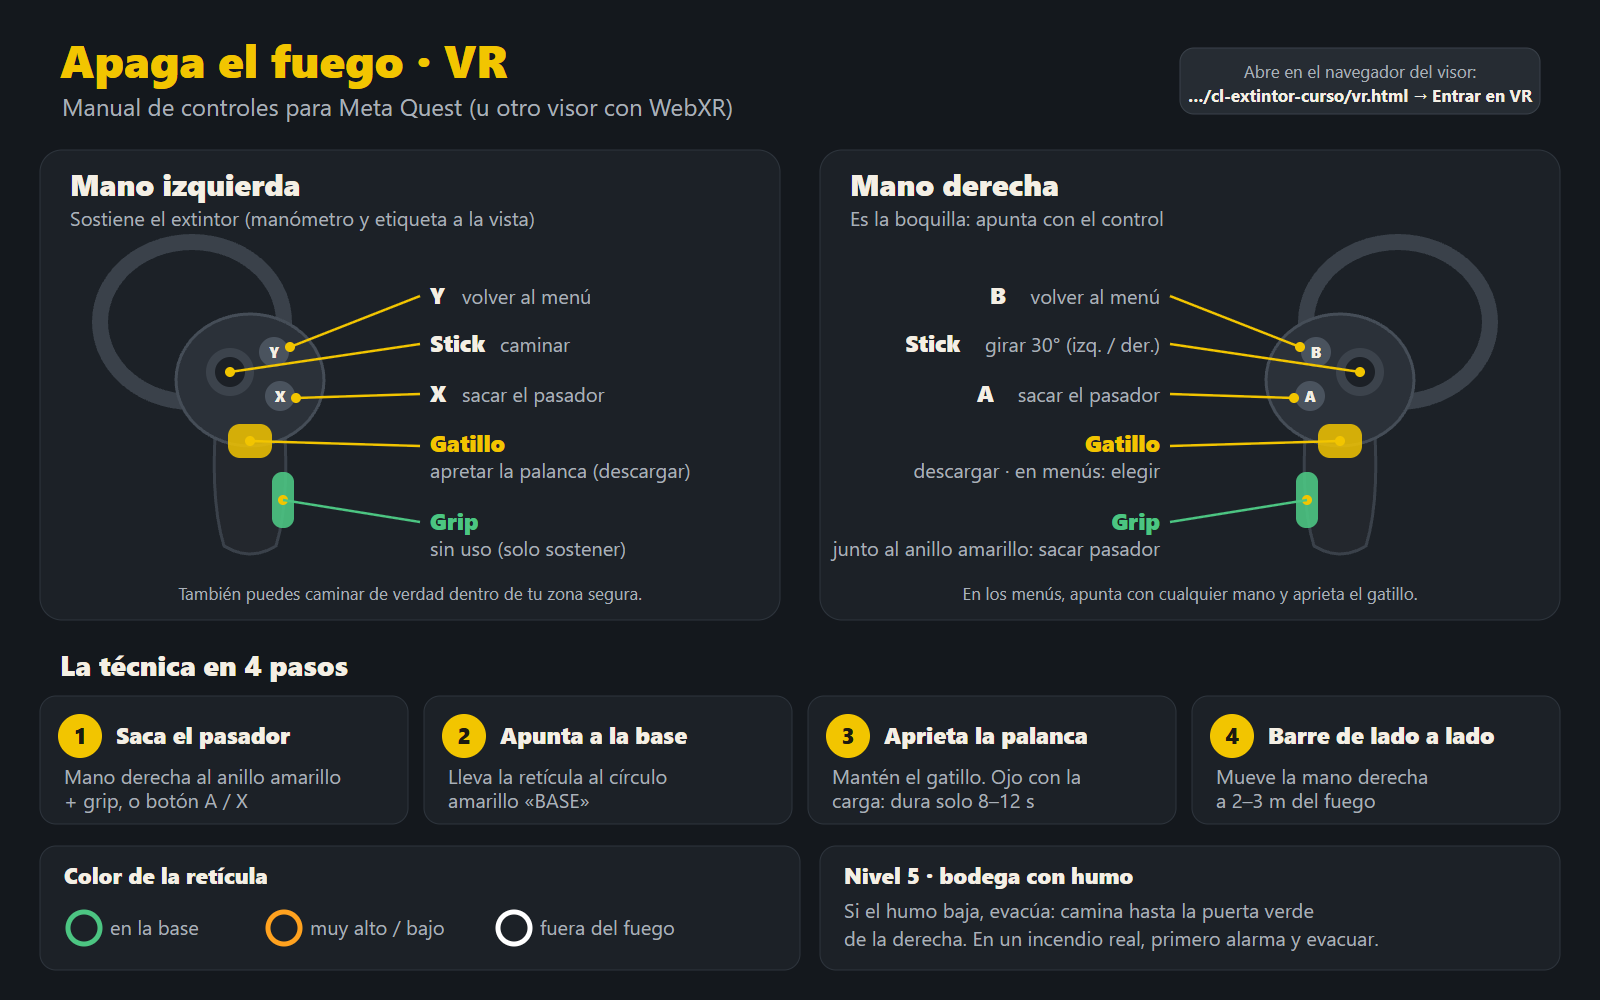 Apaga el fuego · VR
Manual de controles para Meta Quest (u otro visor con WebXR)
Abre en el navegador del visor:
.../cl-extintor-curso/vr.html → Entrar en VR
Mano izquierda
Sostiene el extintor (manómetro y etiqueta a la vista)
Y volver al menú
Stick caminar
X sacar el pasador
Gatillo
apretar la palanca (descargar)
Grip
sin uso (solo sostener)
Y
X
También puedes caminar de verdad dentro de tu zona segura.
Mano derecha
Es la boquilla: apunta con el control
B volver al menú
Stick girar 30° (izq. / der.)
A sacar el pasador
Gatillo
descargar · en menús: elegir
Grip
junto al anillo amarillo: sacar pasador
B
A
En los menús, apunta con cualquier mano y aprieta el gatillo.
La técnica en 4 pasos
1 Saca el pasador
Mano derecha al anillo amarillo
+ grip, o botón A / X
2 Apunta a la base
Lleva la retícula al círculo
amarillo «BASE»
3 Aprieta la palanca
Mantén el gatillo. Ojo con la
carga: dura solo 8–12 s
4 Barre de lado a lado
Mueve la mano derecha
a 2–3 m del fuego
Color de la retícula
en la base
muy alto / bajo
fuera del fuego
Nivel 5 · bodega con humo
Si el humo baja, evacúa: camina hasta la puerta verde
de la derecha. En un incendio real, primero alarma y evacuar.